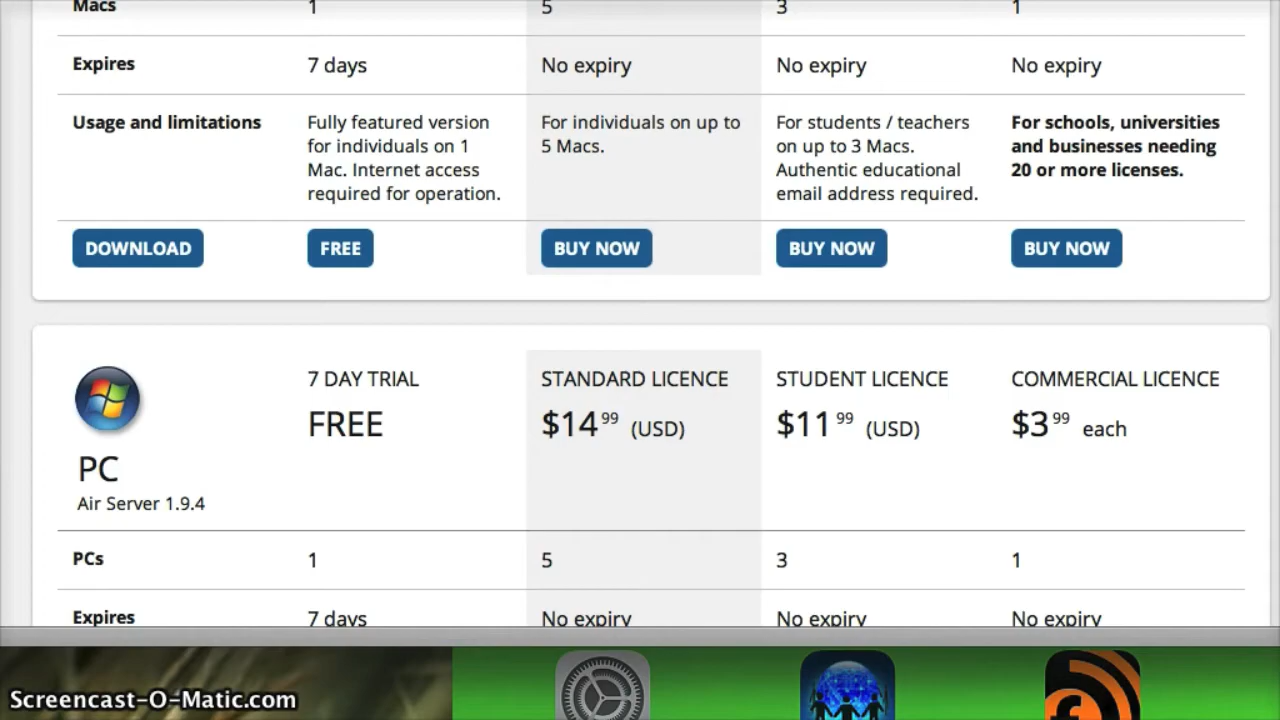 Macs 1 5 3 1
Expires 7 days No expiry No expiry No expiry
Usage and limitations Fully featured version For individuals on up to For students / teachers For schools, universities
for individuals on 1 5 Macs. on up to 3 Macs. and businesses needing
Mac. Internet access Authentic educational 20 or more licenses.
required for operation. email address required.
DOWNLOAD FREE BUY NOW BUY NOW BUY NOW
7 DAY TRIAL STANDARD LICENCE STUDENT LICENCE COMMERCIAL LICENCE
FREE $14 99 (USD) $11 99 (USD) $3 99 each
PC
Air Server 1.9.4
PCs 1 5 3 1
Expires 7 days No expiry No expiry No expiry
Screencast-O-Matic.com